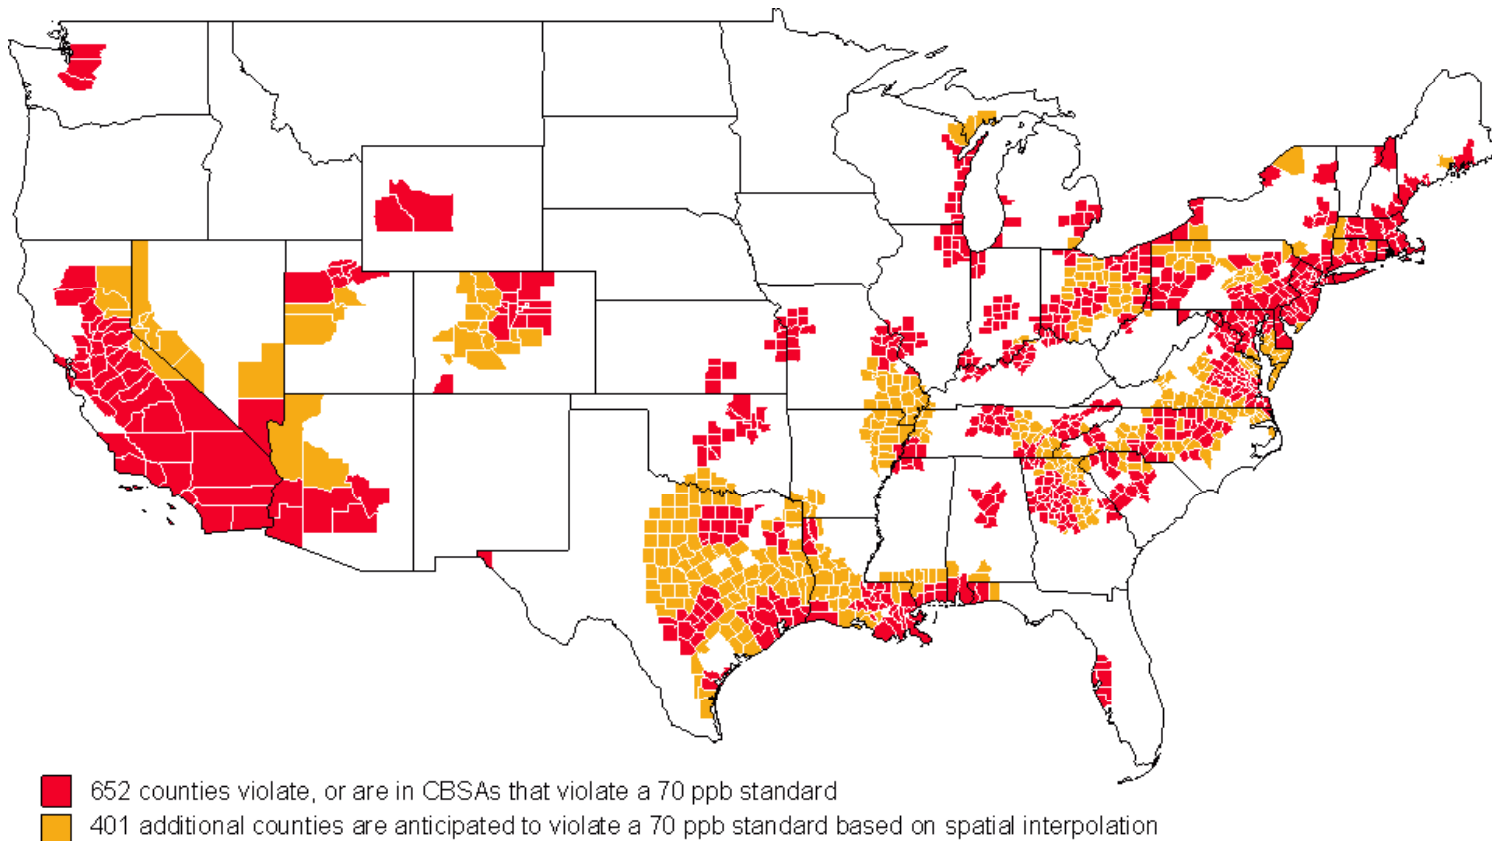 652 counties violate, or are in CBSAs that violate a 70 ppb standard
401 additional counties are anticipated to violate a 70 ppb standard based on spatial interpolation